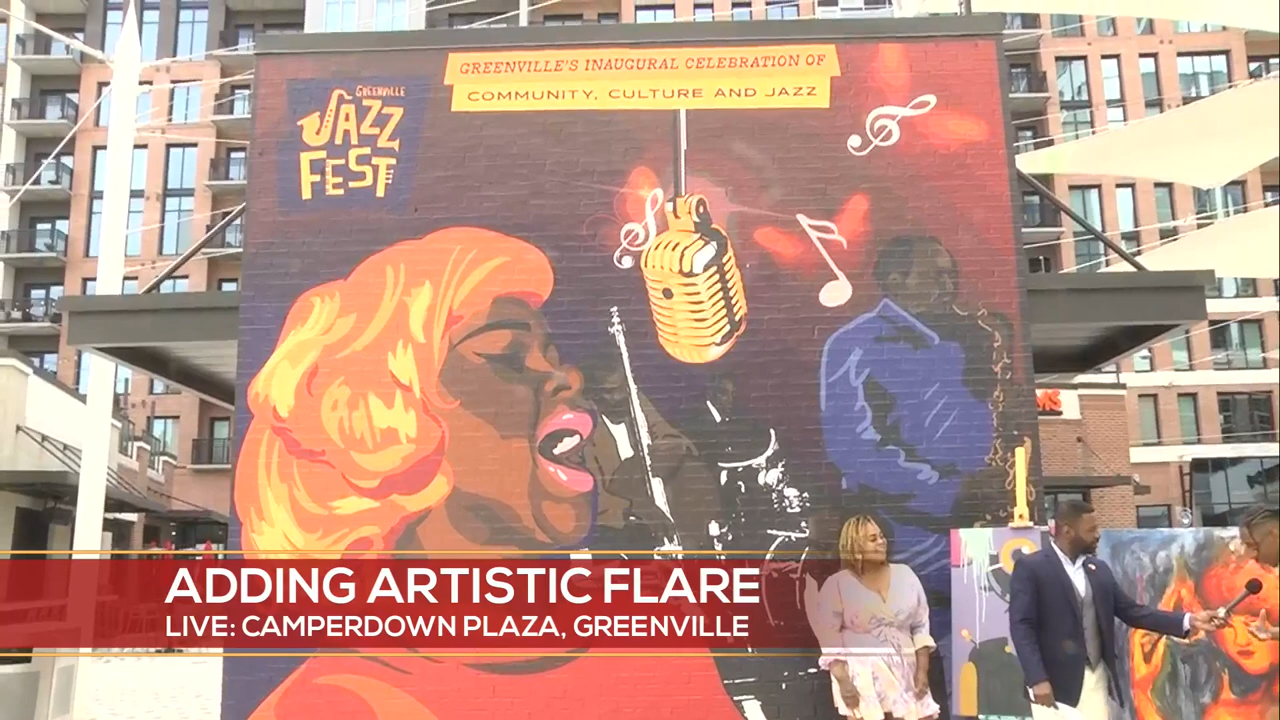 GREENVILLE'S INAUGURAL CELEBRATION OF
COMMUNITY, CULTURE AND JAZZ
GREENVILLE
JAZZ
FEST
ADDING ARTISTIC FLARE
LIVE: CAMPERDOWN PLAZA, GREENVILLE